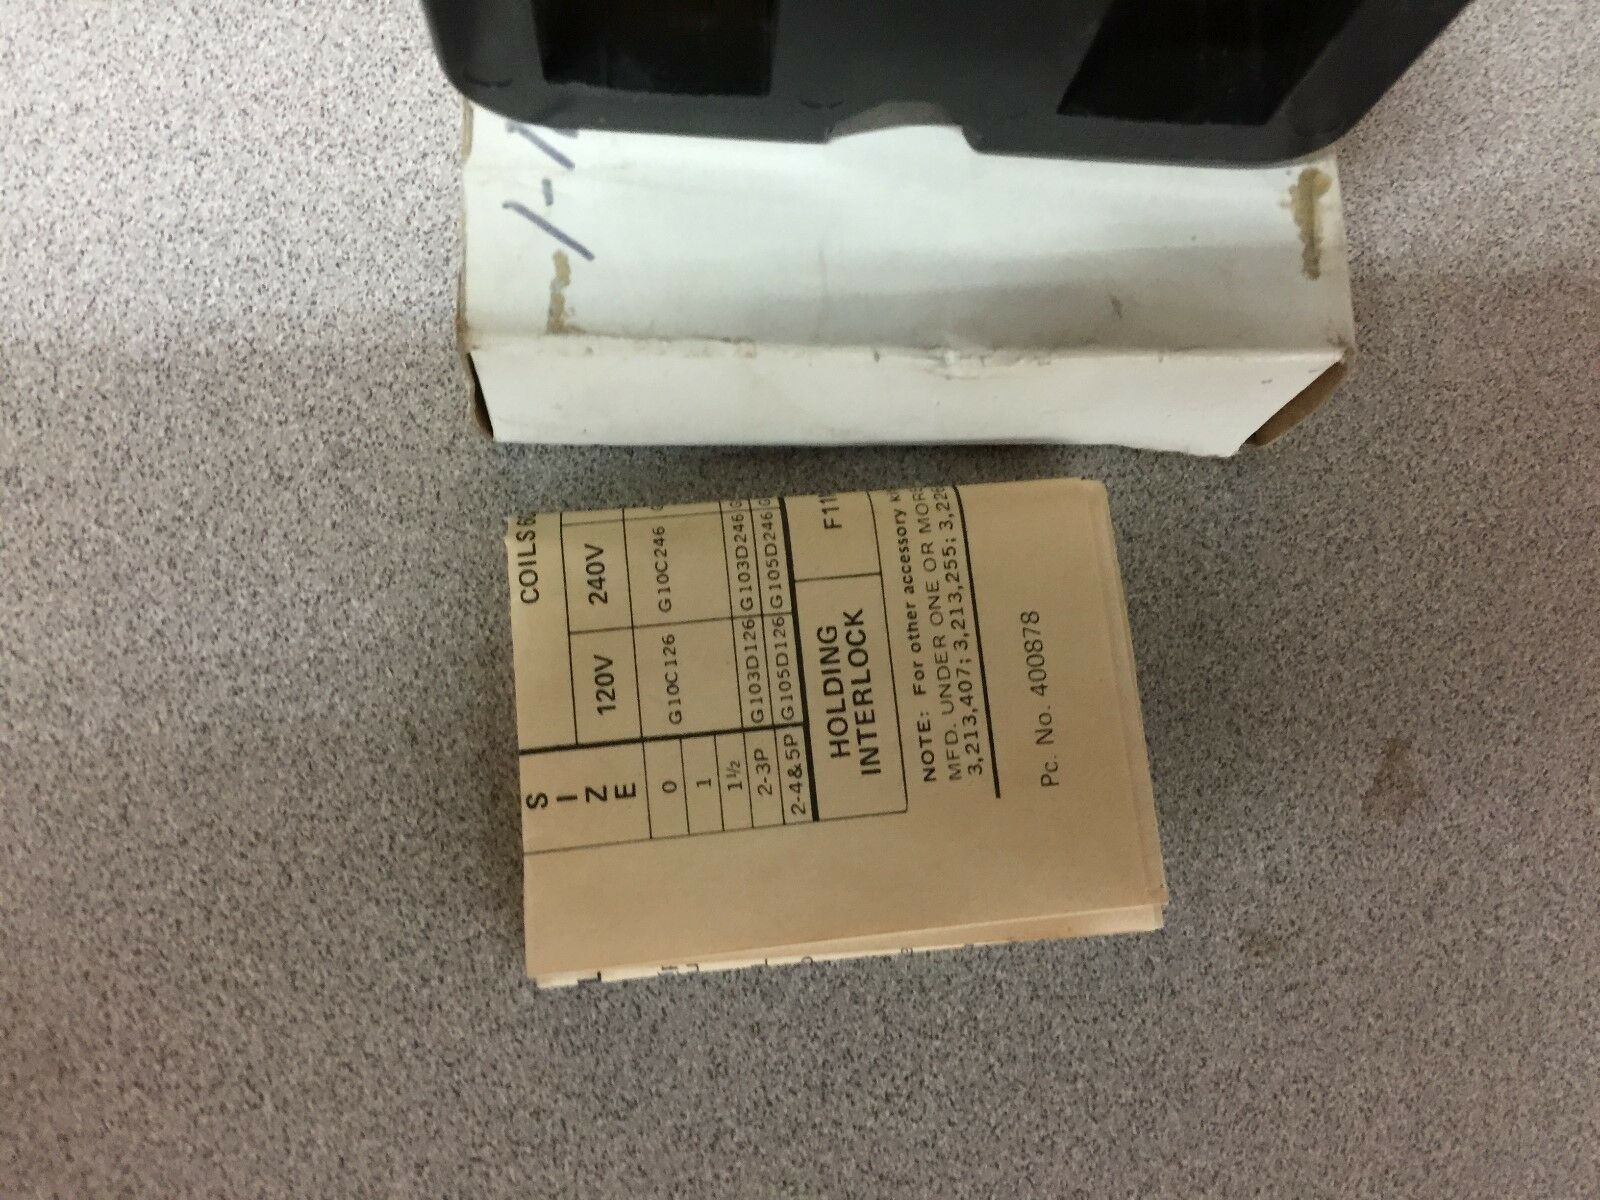 1-1
COILS
S I Z E 120V 240V
0 G10C126 G10C246
1
1½
2-3P G103D126 G103D246
2-4&5P G105D126 G105D246
HOLDING
INTERLOCK F11
NOTE: For other accessory
MFD. UNDER ONE OR MOR
3,213,407; 3,213,255; 3,22
Pc. No. 400878